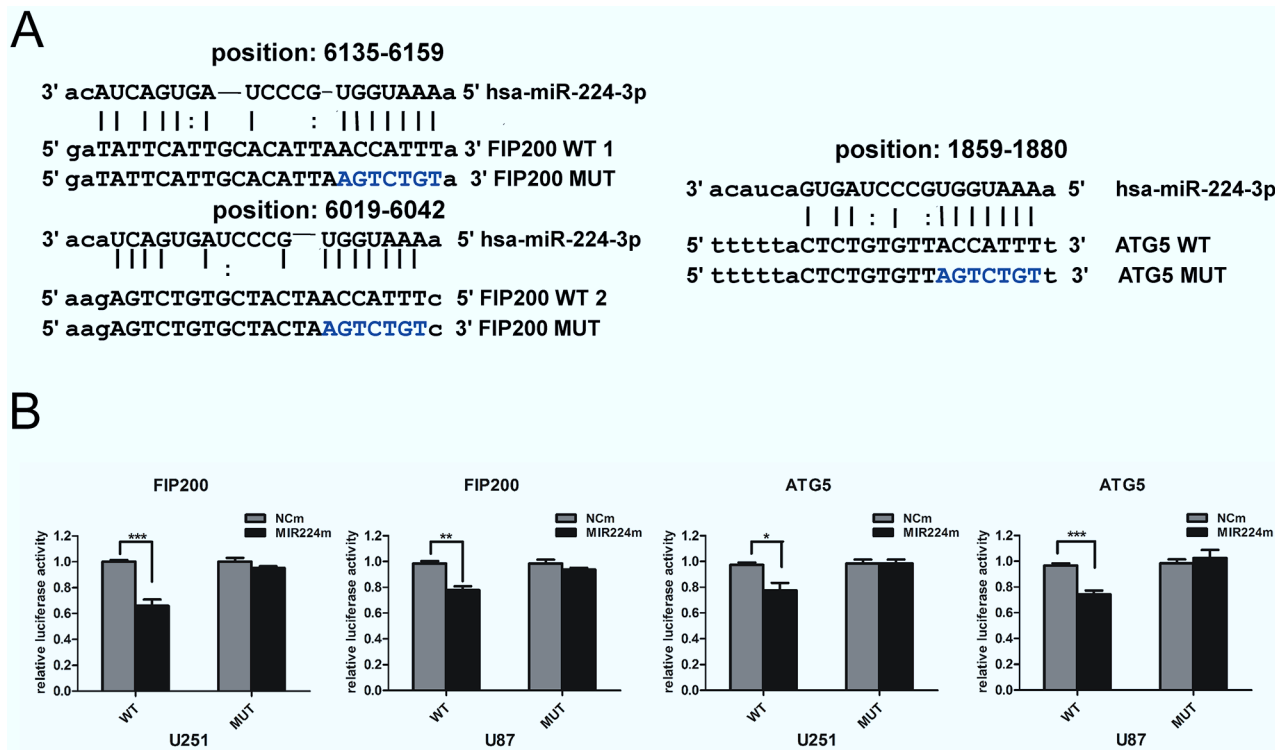 A
position: 6135-6159
3' acAUCAGUGA—UCCCG-UGGUAAAa 5' hsa-miR-224-3p
5' gaTATTCATTGCACATTAACCATTTa 3' FIP200 WT 1
5' gaTATTCATTGCACATTAAGTCTGTa 3' FIP200 MUT
position: 6019-6042
3' acaUCAGUGAUCCCG—UGGUAAAa 5' hsa-miR-224-3p
5' aagAGTCTGTGCTACTAACCATTTc 5' FIP200 WT 2
5' aagAGTCTGTGCTACTAAGTCTGTc 3' FIP200 MUT
position: 1859-1880
3' acaucaGUGAUCCCGUGGUAAAa 5' hsa-miR-224-3p
5' tttttaCTCTGTGTTACCATTTt 3' ATG5 WT
5' tttttaCTCTGTGTTAGTCTGTt 3' ATG5 MUT
B
FIP200
NCm
MIR224m
relative luciferase activity
1.2
1.0
0.8
0.6
0.4
0.2
0.0
***
WT
MUT
U251
FIP200
NCm
MIR224m
relative luciferase activity
1.2
1.0
0.8
0.6
0.4
0.2
0.0
**
WT
MUT
U87
ATG5
NCm
MIR224m
relative luciferase activity
1.2
1.0
0.8
0.6
0.4
0.2
0.0
*
WT
MUT
U251
ATG5
NCm
MIR224m
relative luciferase activity
1.2
1.0
0.8
0.6
0.4
0.2
0.0
***
WT
MUT
U87